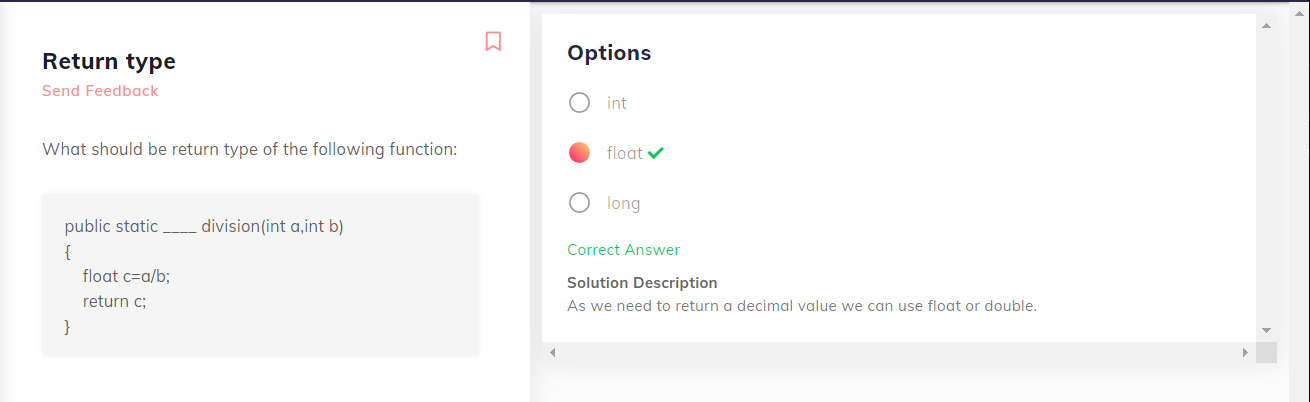 Return type
Send Feedback
What should be return type of the following function:
public static ____ division(int a,int b)
{
float c=a/b;
return c;
}
Options
int
float
long
Correct Answer
Solution Description
As we need to return a decimal value we can use float or double.